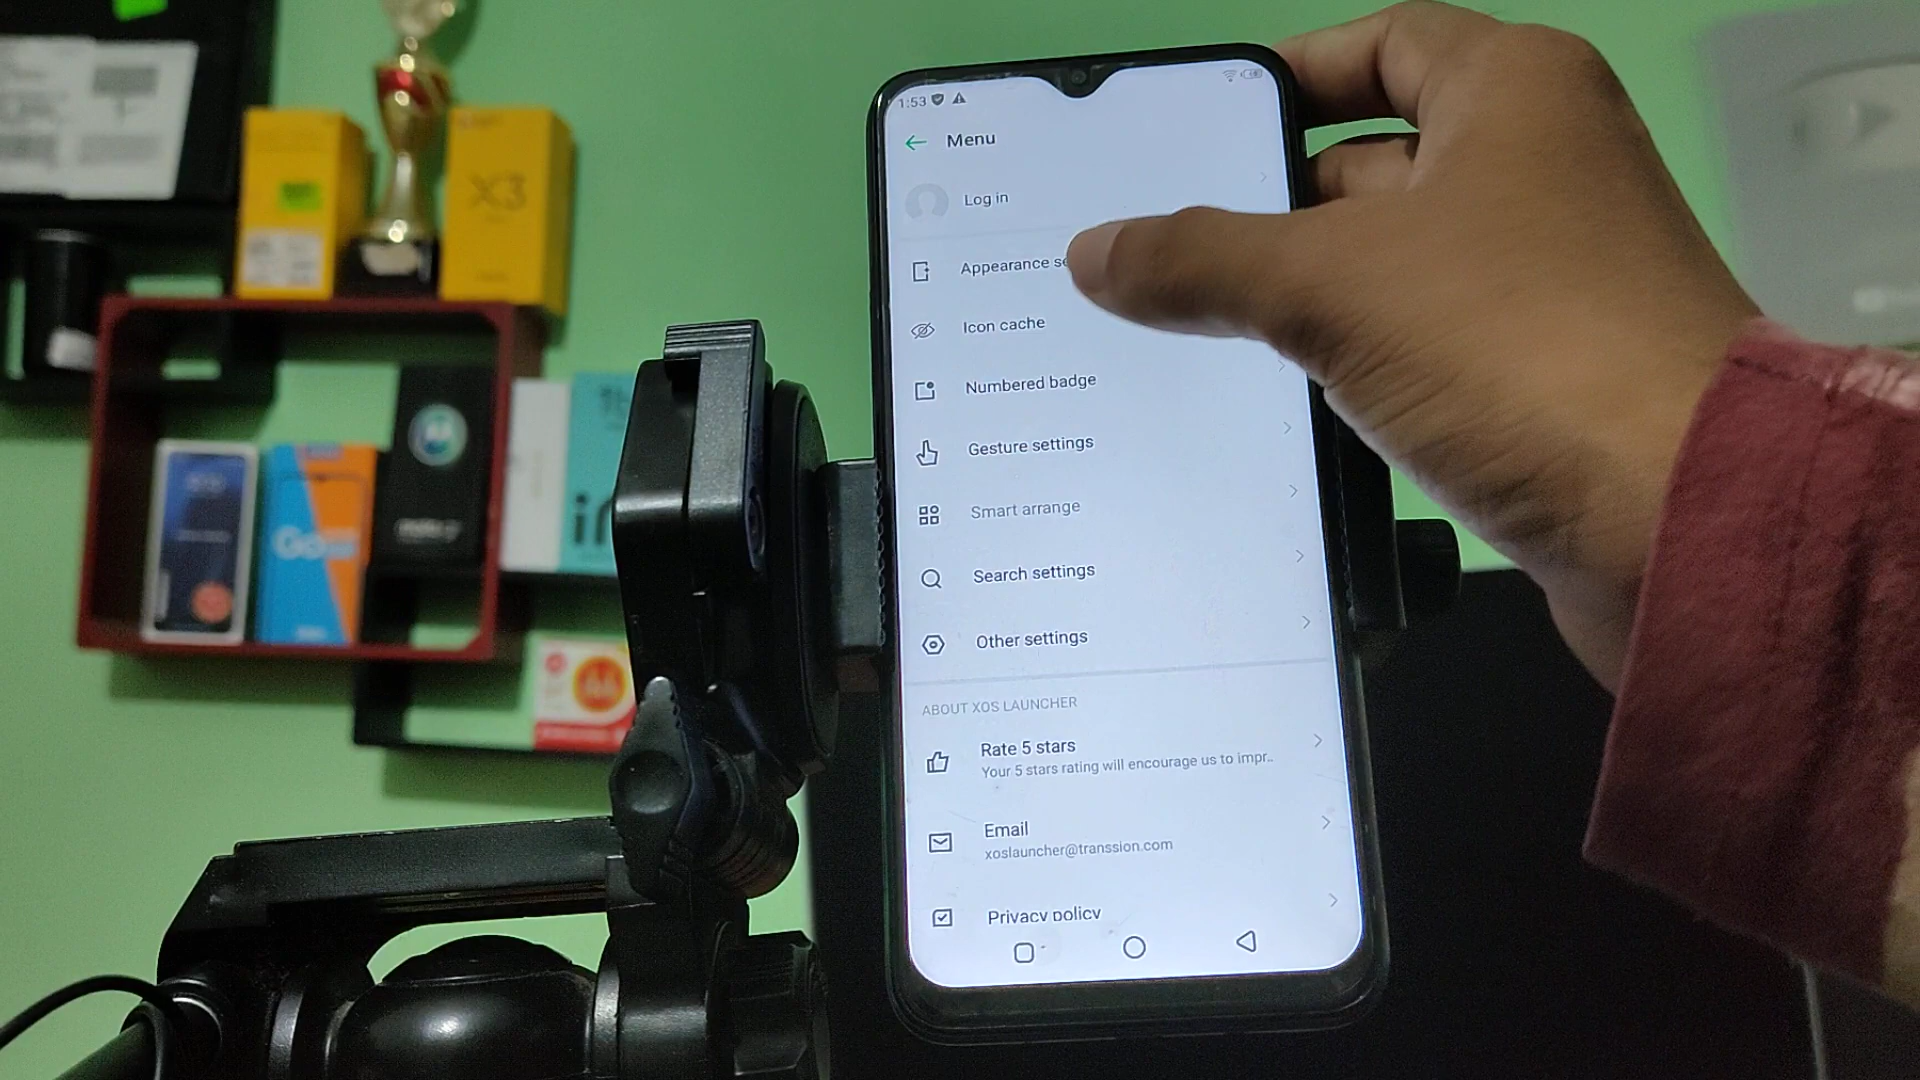 1:53
Menu
Log in
Appearance se
Icon cache
Numbered badge
Gesture settings
Smart arrange
Search settings
Other settings
ABOUT XOS LAUNCHER
Rate 5 stars
Your 5 stars rating will encourage us to impr..
Email
xoslauncher@transsion.com
Privacy policy
X3
Go